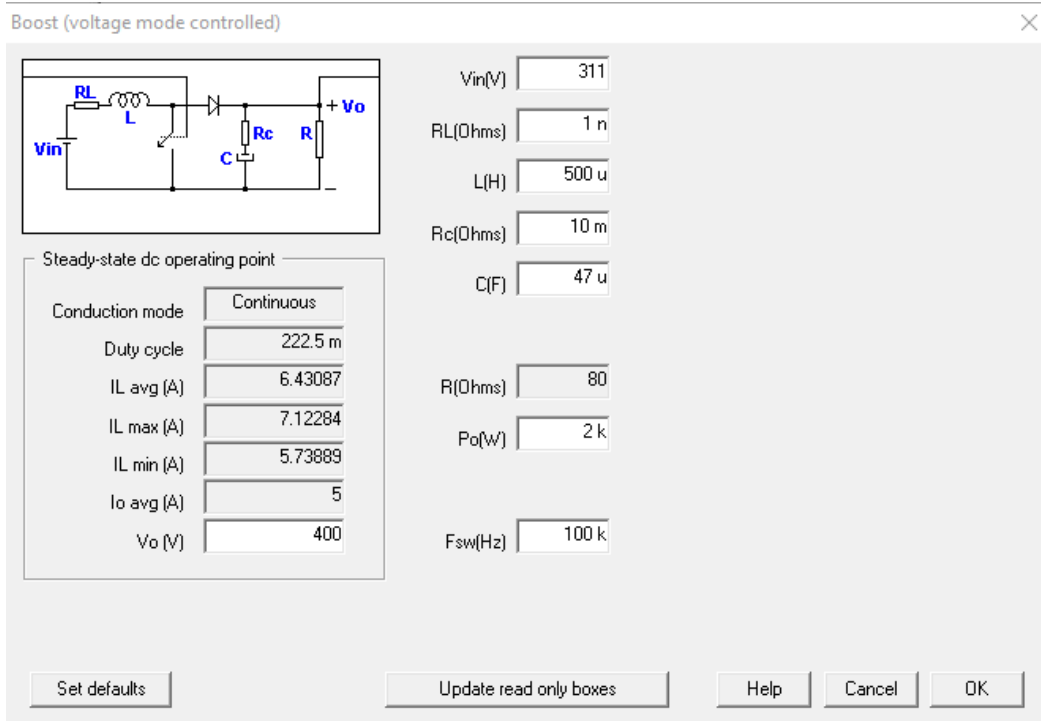 Boost (voltage mode controlled)
RL
L
Vin
Rc
C
R
+ Vo
−
Steady-state dc operating point
Conduction mode Continuous
Duty cycle 222.5 m
IL avg (A) 6.43087
IL max (A) 7.12284
IL min (A) 5.73889
Io avg (A) 5
Vo (V) 400
Vin(V) 311
RL(Ohms) 1 n
L(H) 500 u
Rc(Ohms) 10 m
C(F) 47 u
R(Ohms) 80
Po(W) 2 k
Fsw(Hz) 100 k
Set defaults
Update read only boxes
Help
Cancel
OK